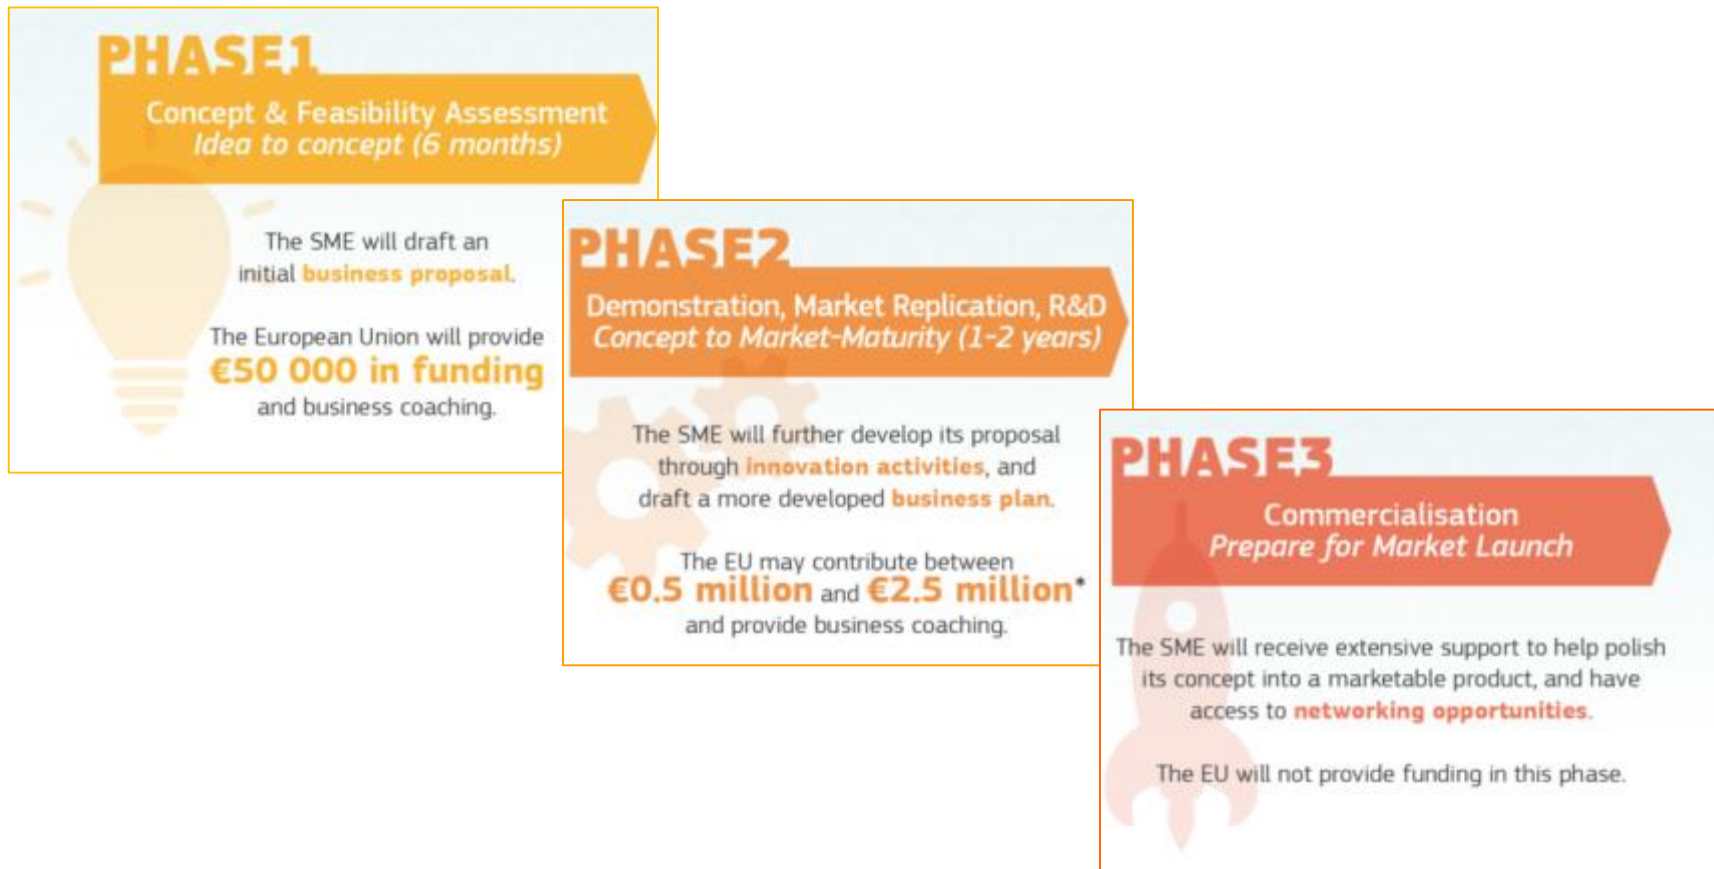 PHASE1
Concept & Feasibility Assessment
Idea to concept (6 months)
The SME will draft an
initial business proposal.
The European Union will provide
€50 000 in funding
and business coaching.
PHASE2
Demonstration, Market Replication, R&D
Concept to Market-Maturity (1-2 years)
The SME will further develop its proposal
through innovation activities, and
draft a more developed business plan.
The EU may contribute between
€0.5 million and €2.5 million*
and provide business coaching.
PHASE3
Commercialisation
Prepare for Market Launch
The SME will receive extensive support to help polish
its concept into a marketable product, and have
access to networking opportunities.
The EU will not provide funding in this phase.